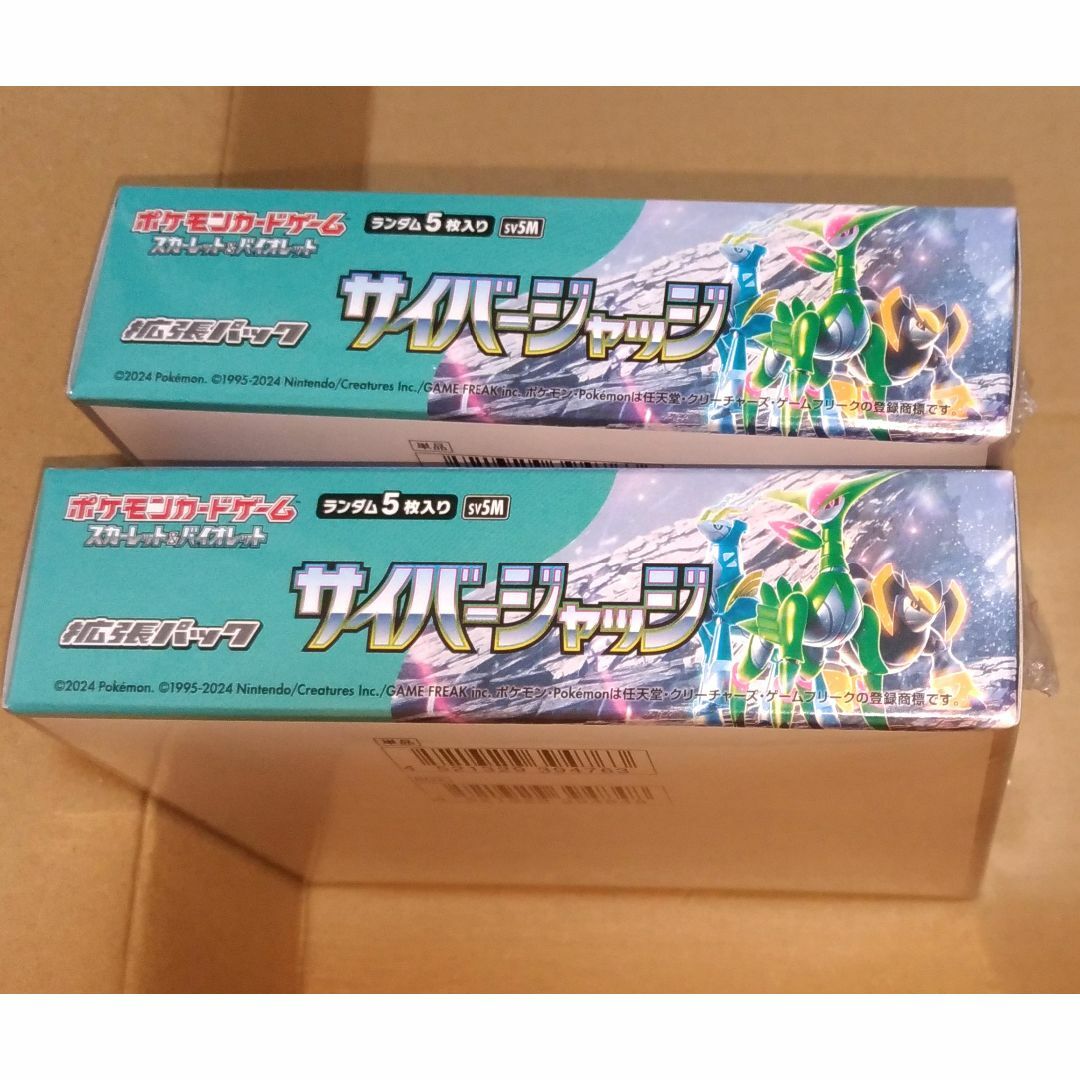 ポケモンカードゲーム
スカーレット&バイオレット
ランダム5枚入り SV5M
拡張パック
サイバージャッジ
©2024 Pokémon. ©1995-2024 Nintendo/Creatures Inc./GAME FREAK inc. ポケモン・Pokémonは任天堂・クリーチャーズ・ゲームフリークの登録商標です。
単品
ポケモンカードゲーム
スカーレット&バイオレット
ランダム5枚入り SV5M
拡張パック
サイバージャッジ
©2024 Pokémon. ©1995-2024 Nintendo/Creatures Inc./GAME FREAK inc. ポケモン・Pokémonは任天堂・クリーチャーズ・ゲームフリークの登録商標です。
単品
4 521329 394763